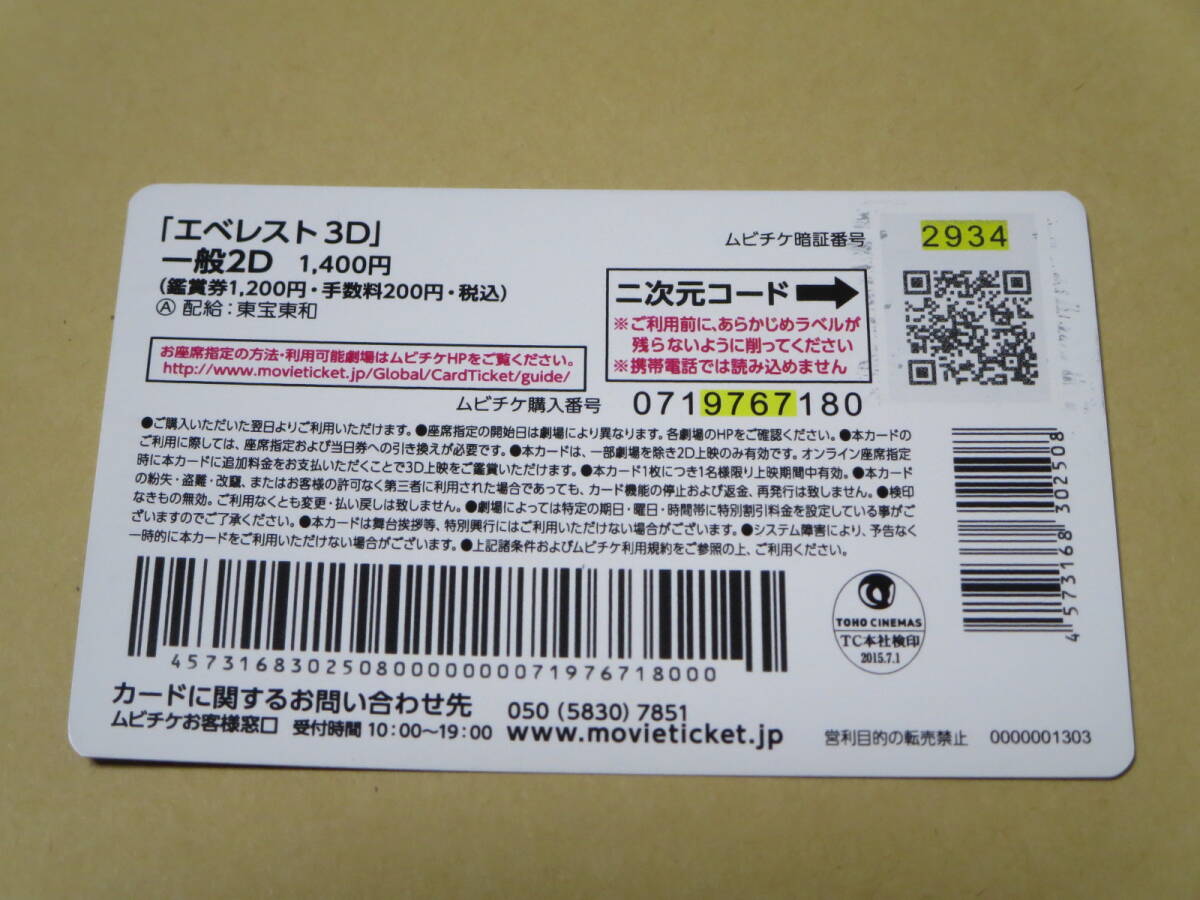 「エベレスト3D」
一般2D 1,400円
(鑑賞券1,200円・手数料200円・税込)
Ⓐ 配給：東宝東和
お座席指定の方法・利用可能劇場はムビチケHPをご覧ください。
http://www.movieticket.jp/Global/CardTicket/guide/
ムビチケ暗証番号 2934
二次元コード
※ご利用前に、あらかじめラベルが
残らないように削ってください
※携帯電話では読み込めません
ムビチケ購入番号 0719767180
●ご購入いただいた翌日よりご利用いただけます。●座席指定の開始日は劇場により異なります。各劇場のHPをご確認ください。●本カードの
ご利用に際しては、座席指定および当日券への引き換えが必要です。●本カードは、一部劇場を除き2D上映のみ有効です。オンライン座席指定
時に本カードに追加料金をお支払いただくことで3D上映をご鑑賞いただけます。●本カード1枚につき1名様限り上映期間中有効。●本カード
の紛失・盗難・改竄、またはお客様の許可なく第三者に利用された場合であっても、カード機能の停止および返金、再発行は致しません。●検印
なきもの無効。ご利用なくとも変更・払い戻しは致しません。●劇場によっては特定の期日・曜日・時間帯に特別割引料金を設定している事がご
ざいますのでご了承ください。●本カードは舞台挨拶等、特別興行にはご利用いただけない場合がございます。●システム障害により、予告なく
一時的に本カードをご利用いただけない場合がございます。●上記諸条件およびムビチケ利用規約をご参照の上、ご利用ください。
457316830250800000000071976718000
4 573168 302508
TOHO CINEMAS
TC本社検印
2015.7.1
カードに関するお問い合わせ先
ムビチケお客様窓口 受付時間 10:00〜19:00
050 (5830) 7851
www.movieticket.jp
営利目的の転売禁止 0000001303